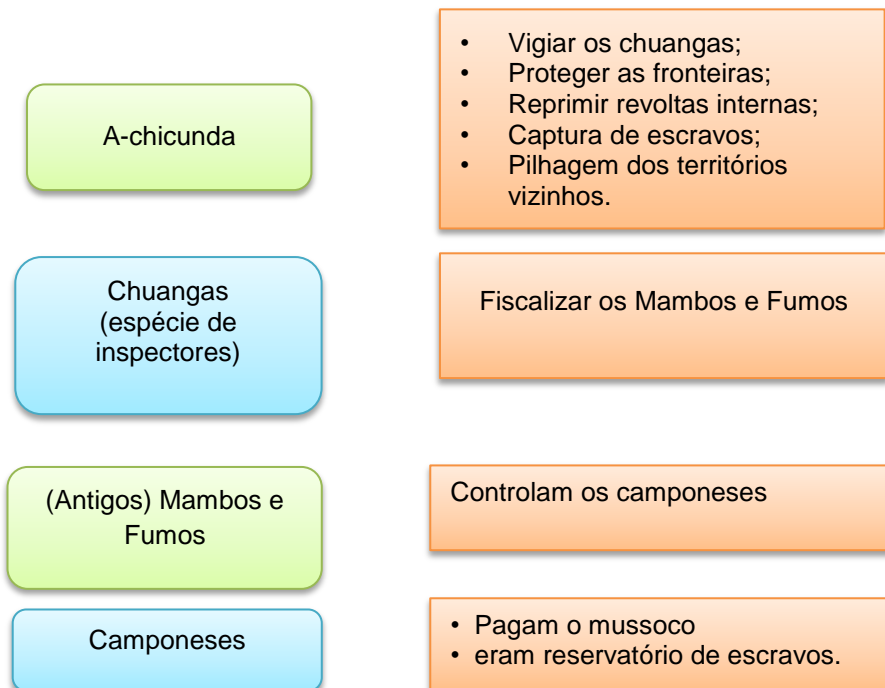 A-chicunda
• Vigiar os chuangas;
• Proteger as fronteiras;
• Reprimir revoltas internas;
• Captura de escravos;
• Pilhagem dos territórios
vizinhos.
Chuangas
(espécie de
inspectores)
Fiscalizar os Mambos e Fumos
(Antigos) Mambos e
Fumos
Controlam os camponeses
Camponeses
• Pagam o mussoco
• eram reservatório de escravos.